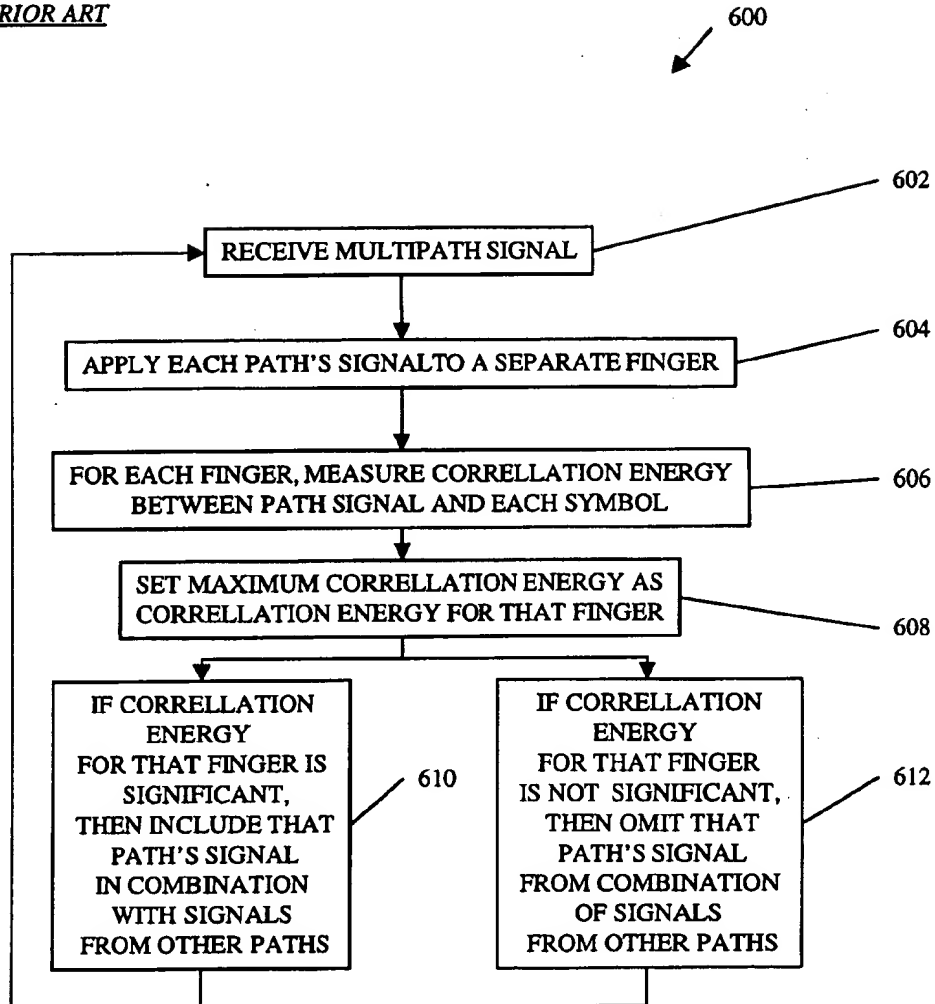 RIOR ART
600
602
RECEIVE MULTIPATH SIGNAL
604
APPLY EACH PATH'S SIGNALTO A SEPARATE FINGER
FOR EACH FINGER, MEASURE CORRELLATION ENERGY
BETWEEN PATH SIGNAL AND EACH SYMBOL
606
SET MAXIMUM CORRELLATION ENERGY AS
CORRELLATION ENERGY FOR THAT FINGER
608
IF CORRELLATION
ENERGY
FOR THAT FINGER IS
SIGNIFICANT,
THEN INCLUDE THAT
PATH'S SIGNAL
IN COMBINATION
WITH SIGNALS
FROM OTHER PATHS
610
IF CORRELLATION
ENERGY
FOR THAT FINGER
IS NOT SIGNIFICANT,
THEN OMIT THAT
PATH'S SIGNAL
FROM COMBINATION
OF SIGNALS
FROM OTHER PATHS
612